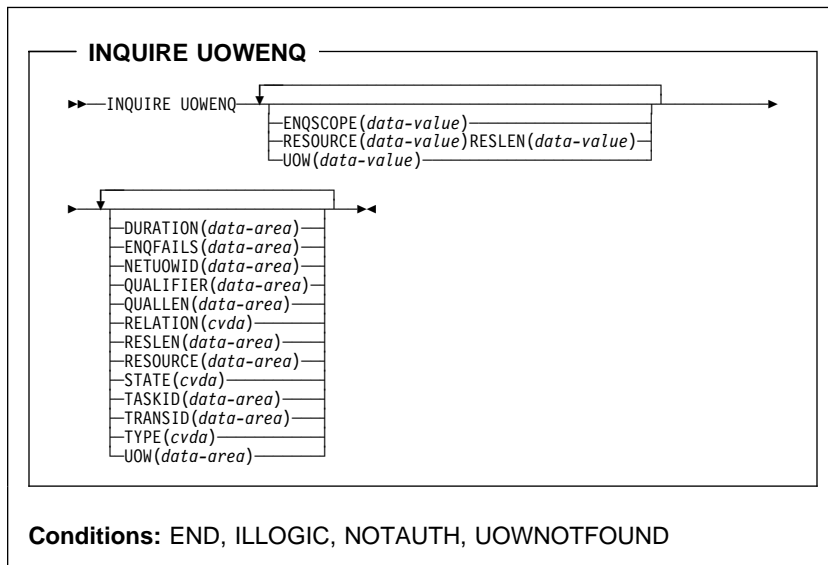 INQUIRE UOWENQ
INQUIRE UOWENQ
ENQSCOPE(data-value)
RESOURCE(data-value)RESLEN(data-value)
UOW(data-value)
DURATION(data-area)
ENQFAILS(data-area)
NETUOWID(data-area)
QUALIFIER(data-area)
QUALLEN(data-area)
RELATION(cvda)
RESLEN(data-area)
RESOURCE(data-area)
STATE(cvda)
TASKID(data-area)
TRANSID(data-area)
TYPE(cvda)
UOW(data-area)
Conditions: END, ILLOGIC, NOTAUTH, UOWNOTFOUND